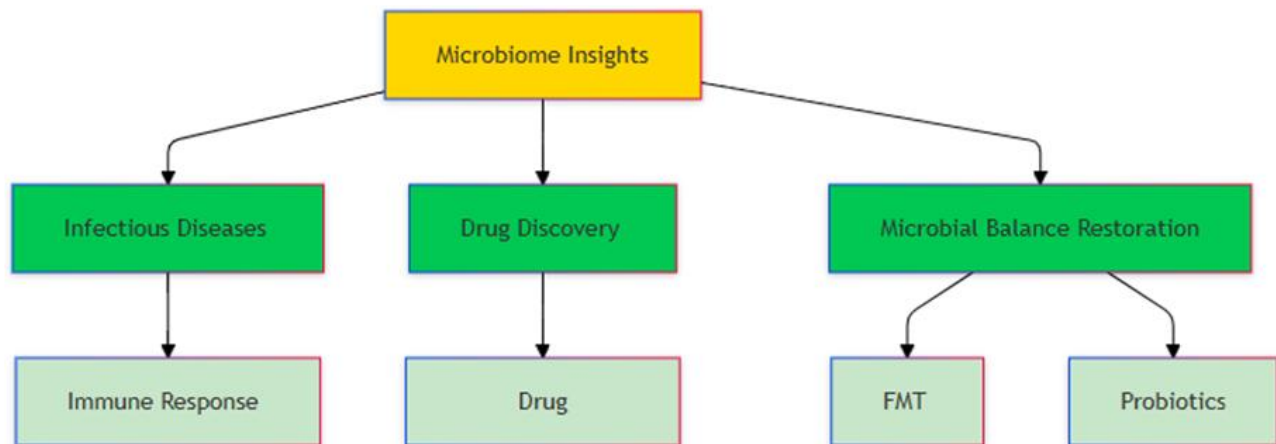 Microbiome Insights
Infectious Diseases
Drug Discovery
Microbial Balance Restoration
Immune Response
Drug
FMT
Probiotics